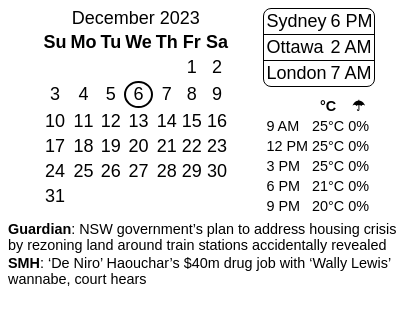 December 2023
Su Mo Tu We Th Fr Sa
1 2
3 4 5 6 7 8 9
10 11 12 13 14 15 16
17 18 19 20 21 22 23
24 25 26 27 28 29 30
31
Sydney 6 PM
Ottawa 2 AM
London 7 AM
°C ☂
9 AM 25°C 0%
12 PM 25°C 0%
3 PM 25°C 0%
6 PM 21°C 0%
9 PM 20°C 0%
Guardian: NSW government's plan to address housing crisis
by rezoning land around train stations accidentally revealed
SMH: ‘De Niro’ Haouchar’s $40m drug job with ‘Wally Lewis’
wannabe, court hears